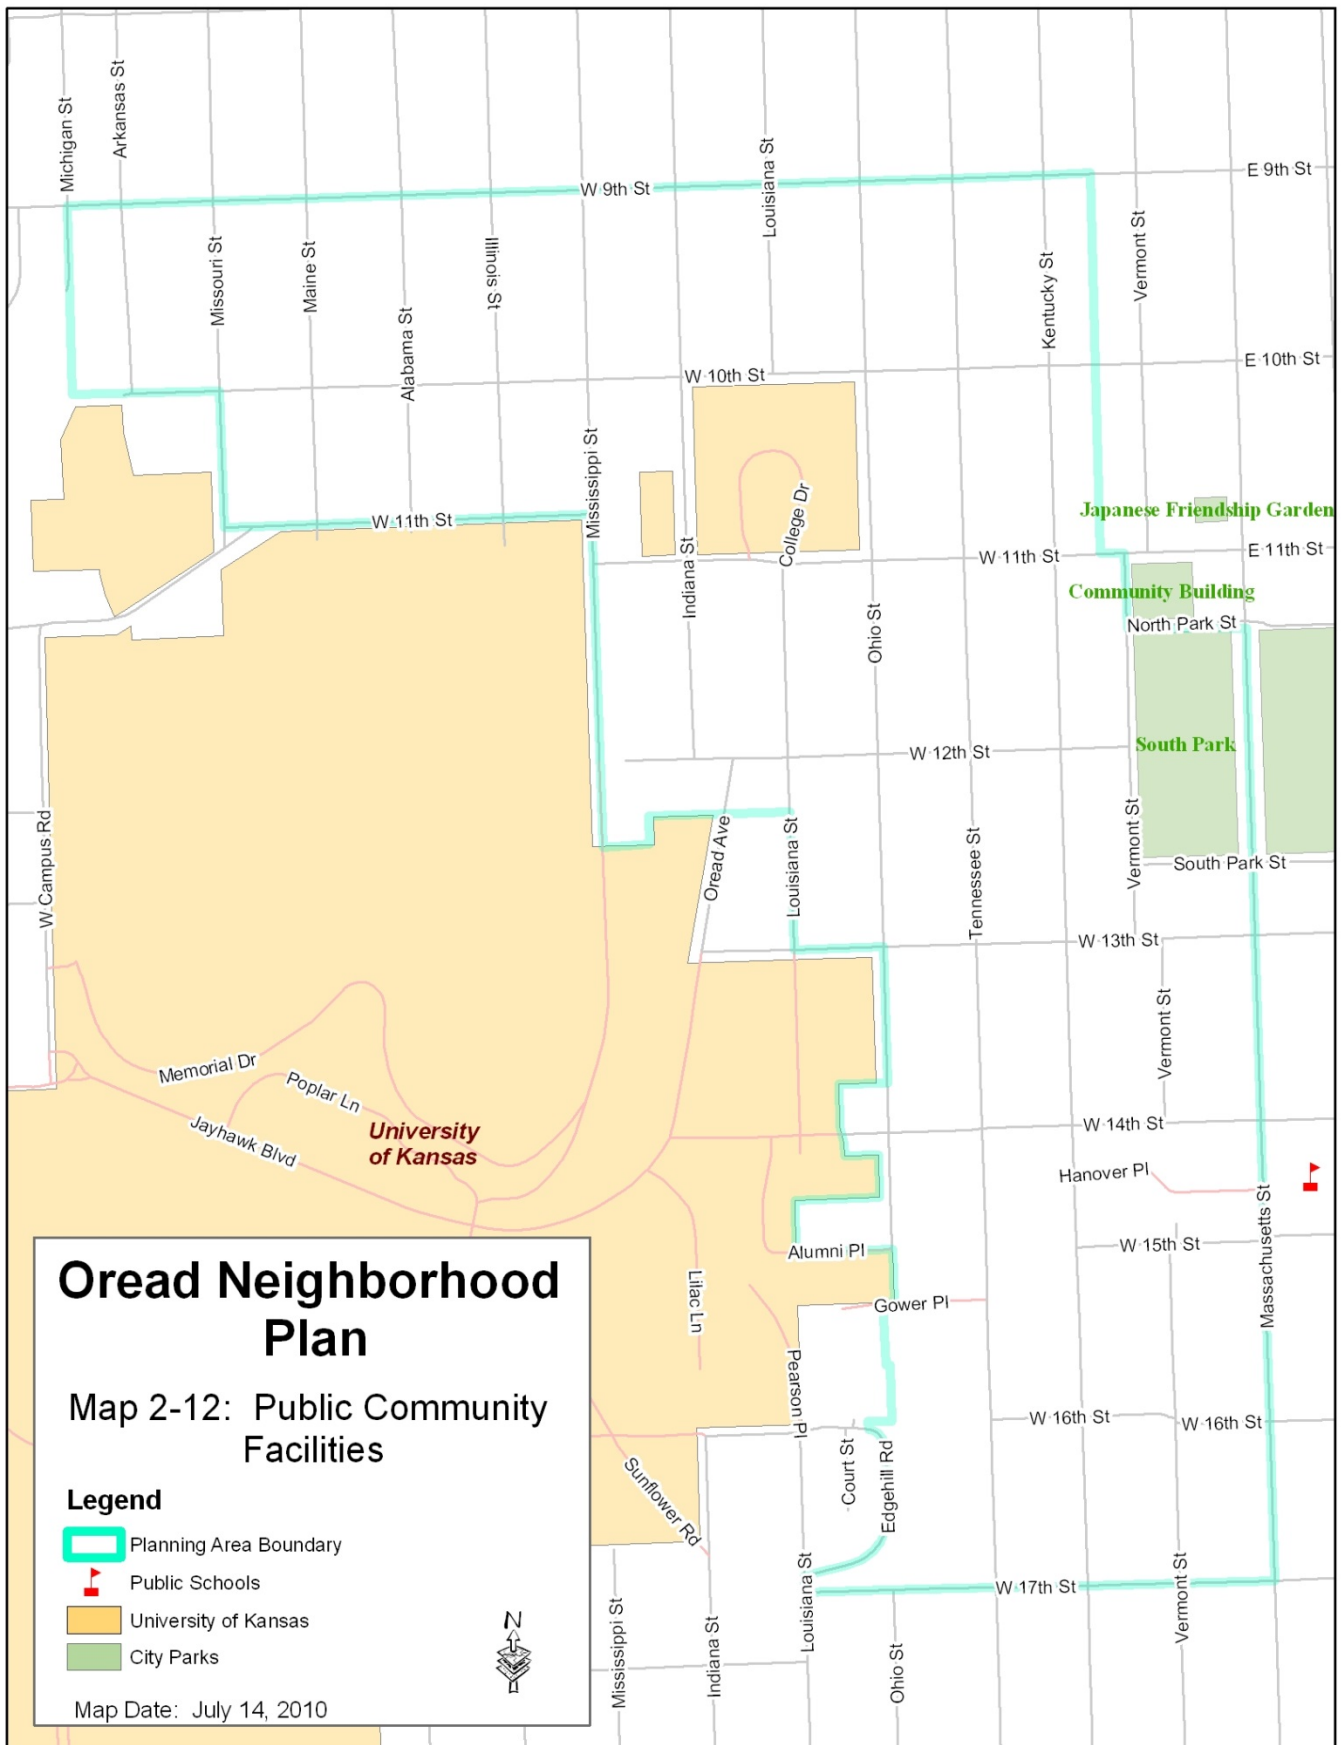 Michigan St
Arkansas St
Louisiana St
E 9th St
W 9th St
Missouri St
Maine St
Illinois St
Alabama St
Kentucky St
Vermont St
W 10th St
E 10th St
Mississippi St
College Dr
Japanese Friendship Garden
W 11th St
W 11th St
E 11th St
Indiana St
Ohio St
Community Building
North Park St
South Park
W 12th St
W Campus Rd
Oread Ave
Louisiana St
Tennessee St
Vermont St
South Park St
W 13th St
Vermont St
Memorial Dr
Poplar Ln
Jayhawk Blvd
University
of Kansas
W 14th St
Hanover Pl
Massachusetts St
W 15th St
Alumni Pl
Lilac Ln
Gower Pl
Pearson Pl
W 16th St
W 16th St
Court St
Edgehill Rd
Sunflower Rd
Louisiana St
W 17th St
Vermont St
Mississippi St
Indiana St
Ohio St
Oread Neighborhood
Plan
Map 2-12: Public Community
Facilities
Legend
Planning Area Boundary
Public Schools
University of Kansas
City Parks
N
Map Date: July 14, 2010